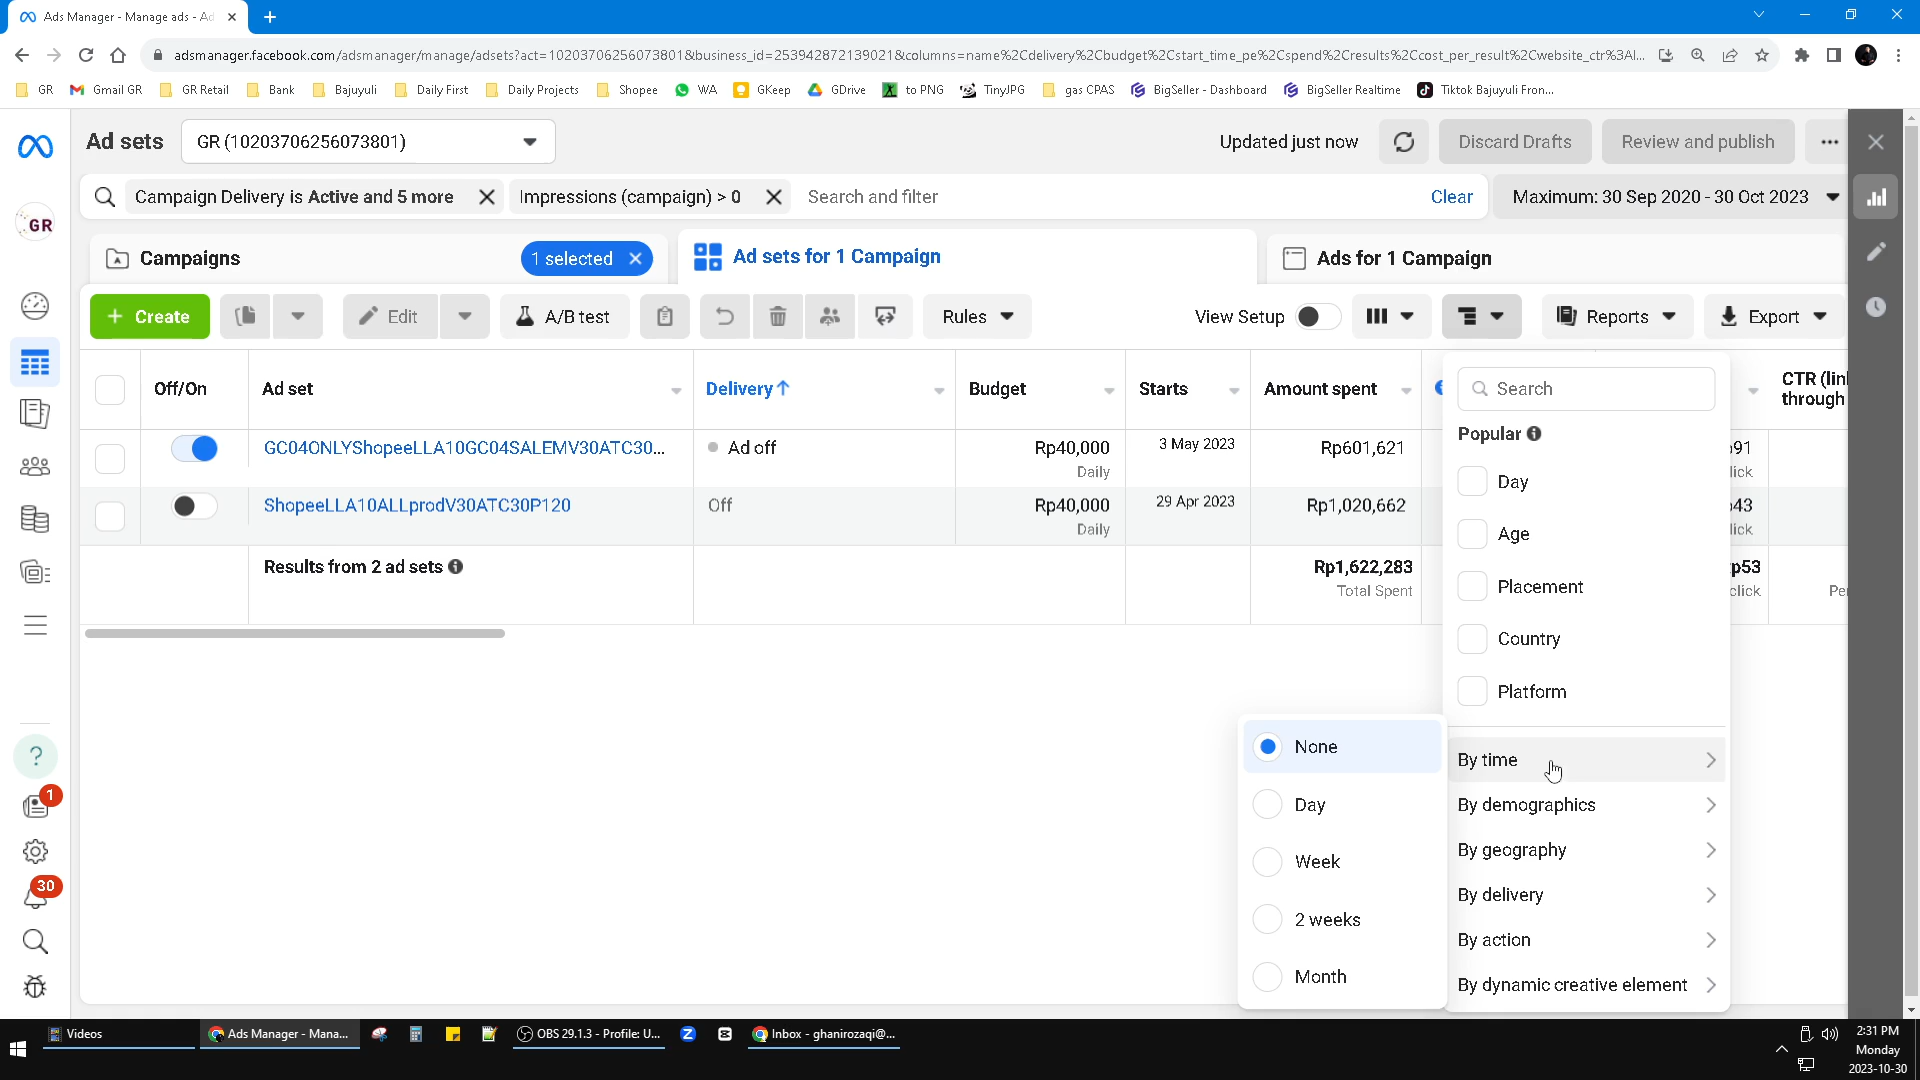 Ads Manager - Manage ads - Ad
adsmanager.facebook.com/adsmanager/manage/adsets?act=10203706256073801&business_id=253942872139021&columns=name%2Cdelivery%2Cbudget%2Cstart_time_pe%2Cspend%2Cresults%2Ccost_per_result%2Cwebsite_ctr%3Al...
GR Gmail GR GR Retail Bank Bajuyuli Daily First Daily Projects Shopee WA GKeep GDrive to PNG TinyJPG gas CPAS BigSeller - Dashboard BigSeller Realtime Tiktok Bajuyuli Fron...
Ad sets GR (10203706256073801) Updated just now Discard Drafts Review and publish
Campaign Delivery is Active and 5 more Impressions (campaign) > 0 Search and filter Clear Maximum: 30 Sep 2020 - 30 Oct 2023
GR
Campaigns 1 selected Ad sets for 1 Campaign Ads for 1 Campaign
+ Create Edit A/B test Rules View Setup Reports Export
Off/On Ad set Delivery↑ Budget Starts Amount spent CTR (lin
through
GC04ONLYShopeeLLA10GC04SALEMV30ATC30... Ad off Rp40,000 3 May 2023 Rp601,621 91
Daily lick
ShopeeLLA10ALLprodV30ATC30P120 Off Rp40,000 29 Apr 2023 Rp1,020,662 43
Daily lick
Results from 2 ad sets Rp1,622,283 p53
Total Spent click Pe
Search
Popular
Day
Age
Placement
Country
Platform
By time
By demographics
By geography
By delivery
By action
By dynamic creative element
None
Day
Week
2 weeks
Month
?
1
30
Videos Ads Manager - Mana... OBS 29.1.3 - Profile: U... Inbox - ghanirozaqi@...
2:31 PM
Monday
2023-10-30